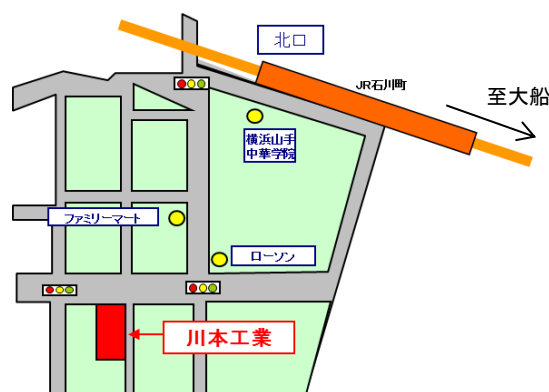 北口
JR石川町
至大船
横浜山手
中華学院
ファミリーマート
ローソン
川本工業